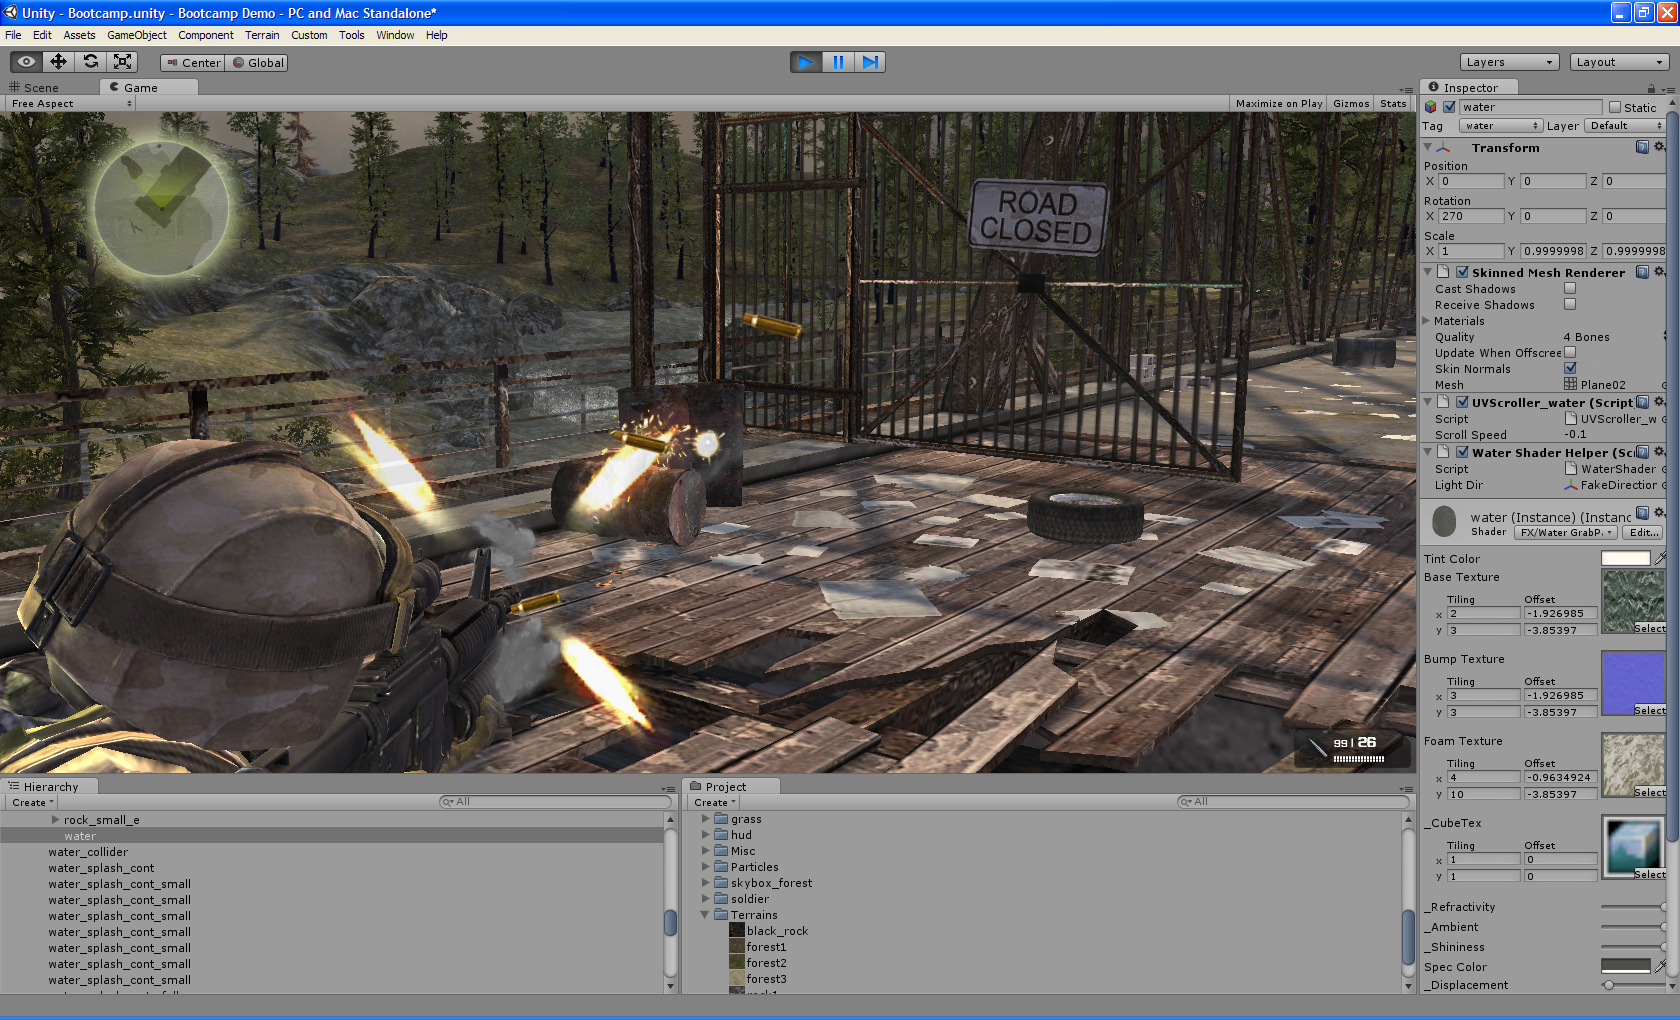 Unity - Bootcamp.unity - Bootcamp Demo - PC and Mac Standalone*
File Edit Assets GameObject Component Terrain Custom Tools Window Help
Center Global Layers Layout
Scene Game
Free Aspect Maximize on Play Gizmos Stats
ROAD
CLOSED
99 | 26
Hierarchy
Create All
rock_small_e
water
water_collider
water_splash_cont
water_splash_cont_small
water_splash_cont_small
water_splash_cont_small
water_splash_cont_small
water_splash_cont_small
water_splash_cont_small
water_splash_cont_small
Project
Create All
grass
hud
Misc
Particles
skybox_forest
soldier
Terrains
black_rock
forest1
forest2
forest3
Inspector
water Static
Tag water Layer Default
Transform
Position
X 0 Y 0 Z 0
Rotation
X 270 Y 0 Z 0
Scale
X 1 Y 0.9999998 Z 0.9999998
Skinned Mesh Renderer
Cast Shadows
Receive Shadows
Materials
Quality 4 Bones
Update When Offscree
Skin Normals
Mesh Plane02
UVScroller_water (Script
Script UVScroller_w
Scroll Speed -0.1
Water Shader Helper (Sc
Script WaterShader
Light Dir FakeDirection
water (Instance) (Instanc
Shader FX/Water GrabP. Edit...
Tint Color
Base Texture
Tiling Offset
x 2 -1.926985
y 3 -3.85397
Select
Bump Texture
Tiling Offset
x 3 -1.926985
y 3 -3.85397
Select
Foam Texture
Tiling Offset
x 4 -0.9634924
y 10 -3.85397
Select
_CubeTex
Tiling Offset
x 1 0
y 1 0
Select
_Refractivity
_Ambient
_Shininess
Spec Color
_Displacement